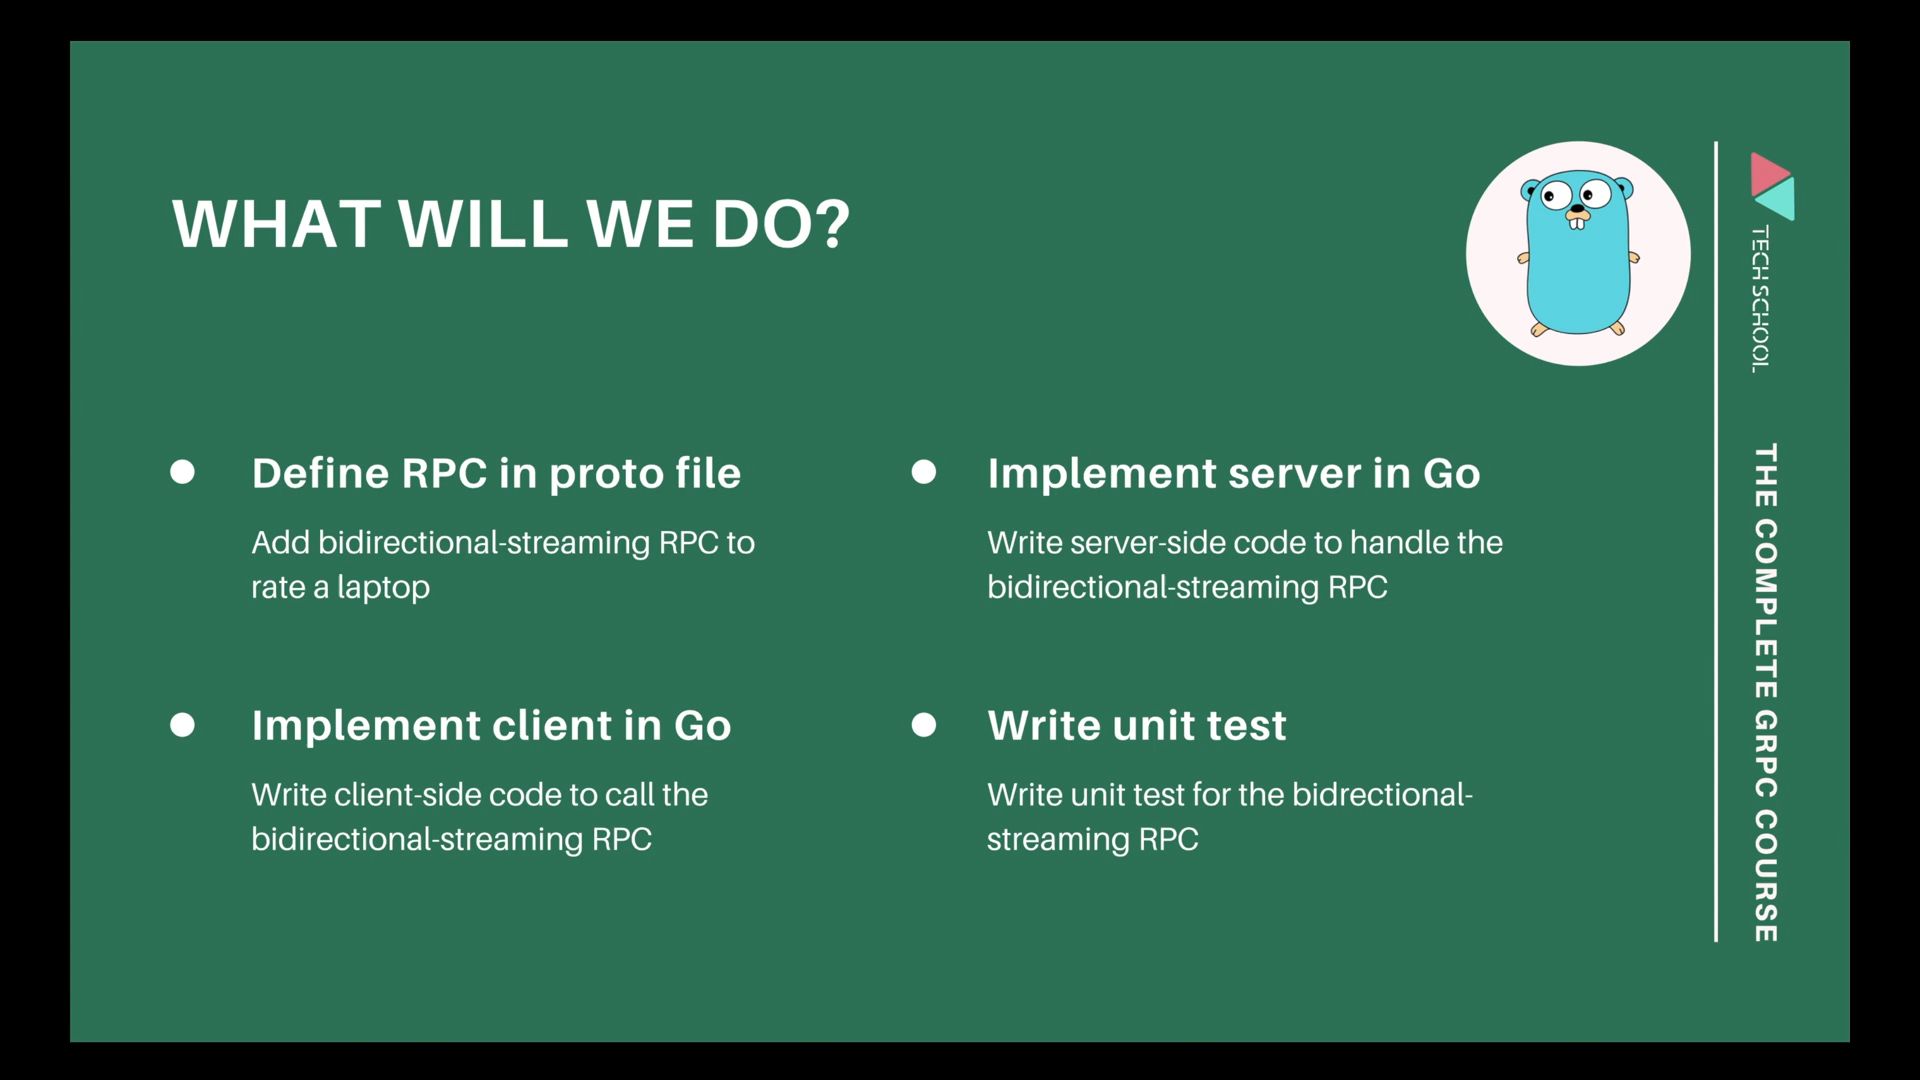 WHAT WILL WE DO?
Define RPC in proto file
Add bidirectional-streaming RPC to
rate a laptop
Implement server in Go
Write server-side code to handle the
bidirectional-streaming RPC
Implement client in Go
Write client-side code to call the
bidirectional-streaming RPC
Write unit test
Write unit test for the bidrectional-
streaming RPC
TECH SCHOOL
THE COMPLETE GRPC COURSE